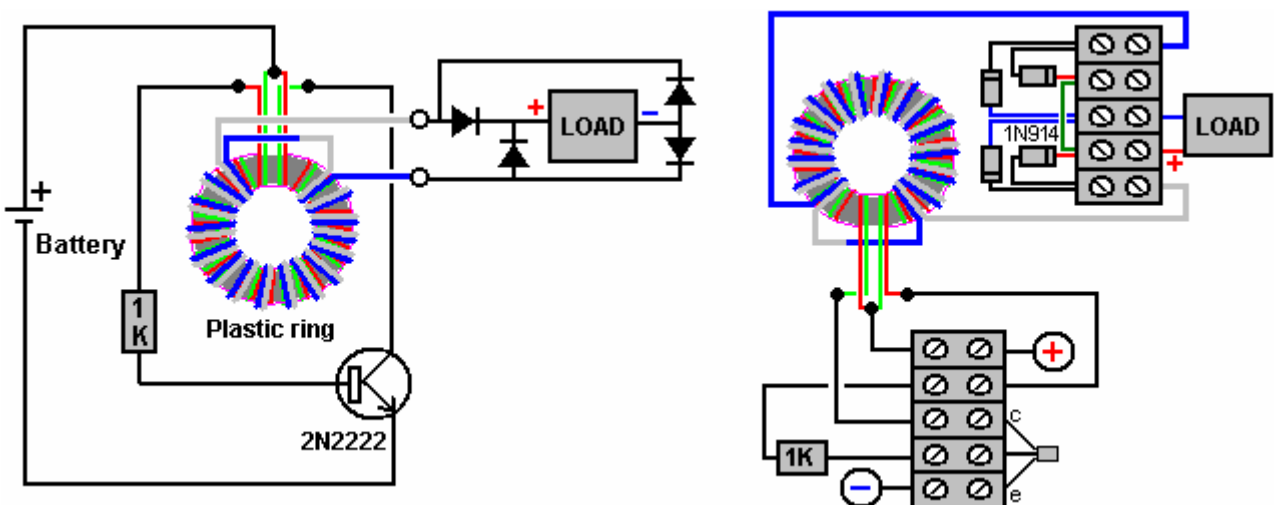 +
Battery
1
K
Plastic ring
2N2222
+
LOAD
−
1N914
LOAD
+
+
c
1K
−
e